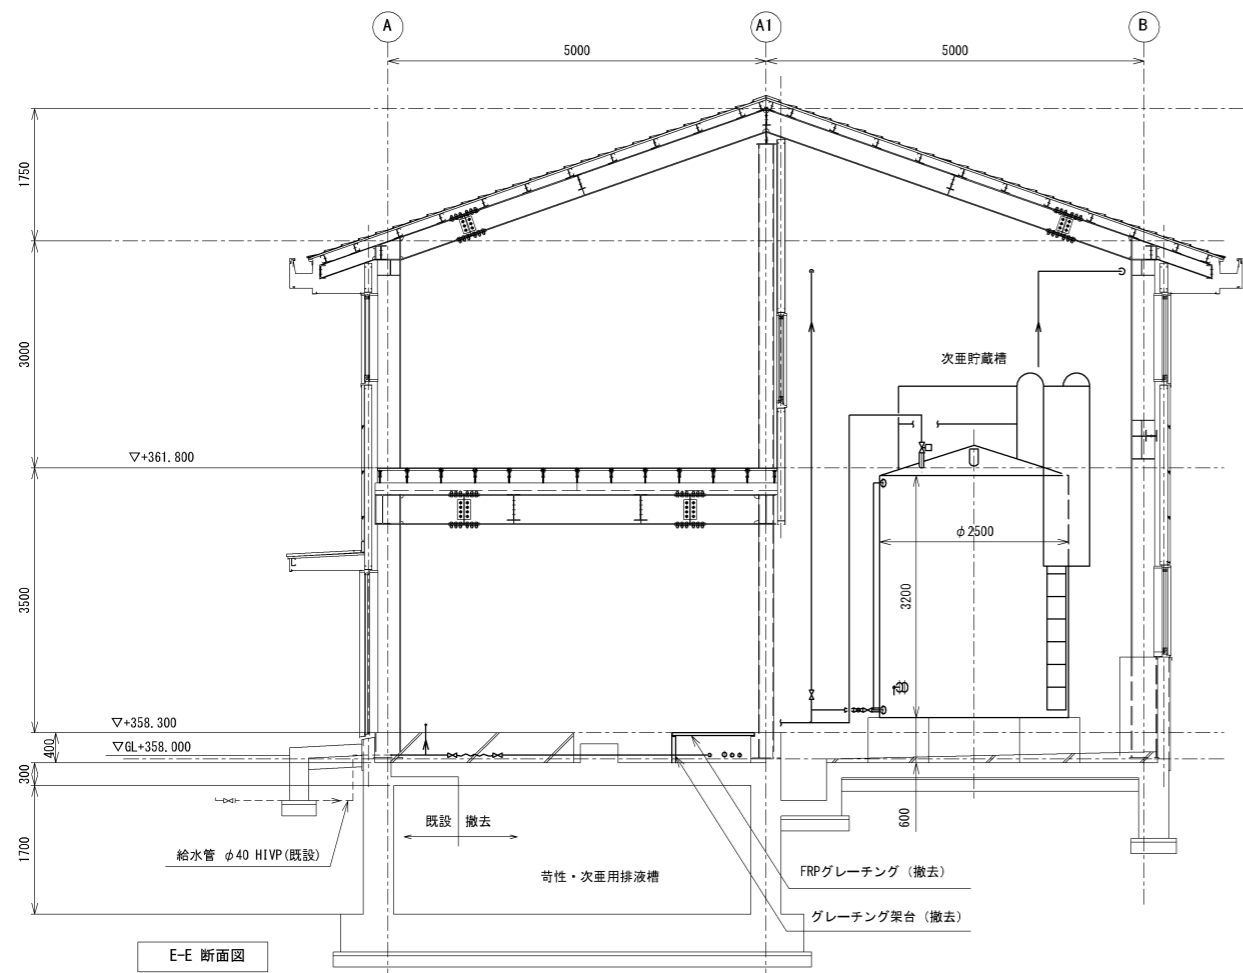 A
A1
B
5000
5000
1750
3000
次亜貯蔵槽
▽+361.800
φ2500
3200
3500
▽+358.300
▽GL+358.000
400
300
600
1700
既設 撤去
給水管 φ40 HIVP(既設)
FRPグレーチング (撤去)
苛性・次亜用排液槽
グレーチング架台 (撤去)
E-E 断面図